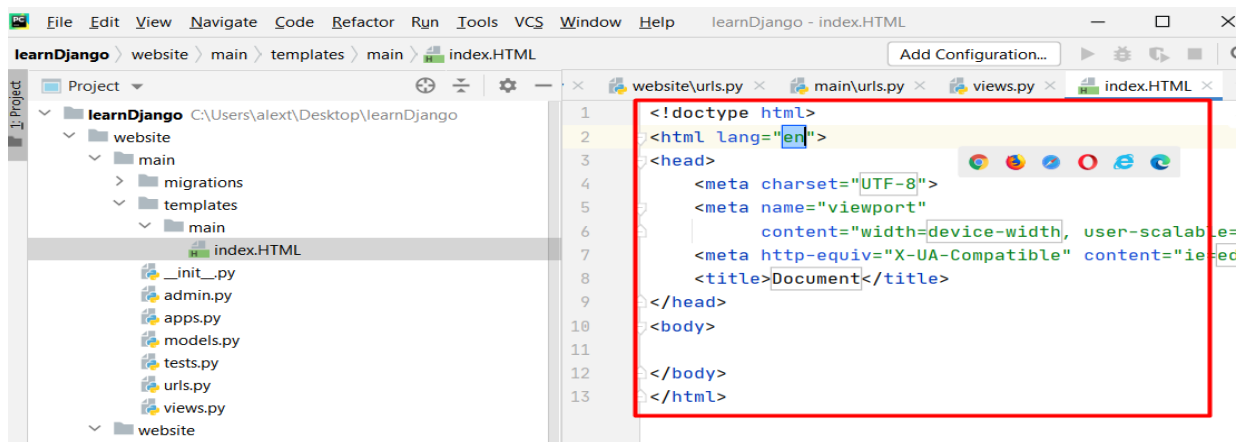 File Edit View Navigate Code Refactor Run Tools VCS Window Help learnDjango - index.HTML
learnDjango website main templates main index.HTML Add Configuration...
1: Project
Project
website\urls.py main\urls.py views.py index.HTML
learnDjango C:\Users\alext\Desktop\learnDjango
website
main
migrations
templates
main
index.HTML
__init__.py
admin.py
apps.py
models.py
tests.py
urls.py
views.py
website
1 <!doctype html>
2 <html lang="en">
3 <head>
4 <meta charset="UTF-8">
5 <meta name="viewport"
6 content="width=device-width, user-scalable=
7 <meta http-equiv="X-UA-Compatible" content="ie=ed
8 <title>Document</title>
9 </head>
10 <body>
11
12 </body>
13 </html>